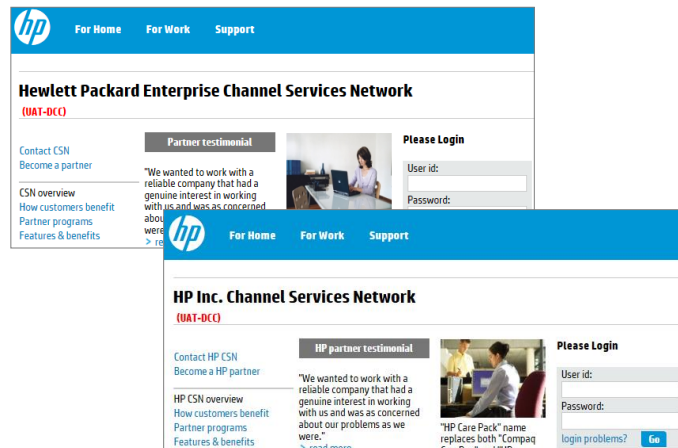 hp
For Home For Work Support
Hewlett Packard Enterprise Channel Services Network
(UAT-DCC)
Contact CSN
Become a partner
CSN overview
How customers benefit
Partner programs
Features & benefits
Partner testimonial
"We wanted to work with a
reliable company that had a
genuine interest in working
with us and was as concerned
were
> re
Please Login
User id:
Password:
hp
For Home For Work Support
HP Inc. Channel Services Network
(UAT-DCC)
Contact HP CSN
Become a HP partner
HP CSN overview
How customers benefit
Partner programs
Features & benefits
HP partner testimonial
"We wanted to work with a
reliable company that had a
genuine interest in working
with us and was as concerned
about our problems as we
were."
> read more
"HP Care Pack" name
replaces both "Compaq
Please Login
User id:
Password:
login problems? Go